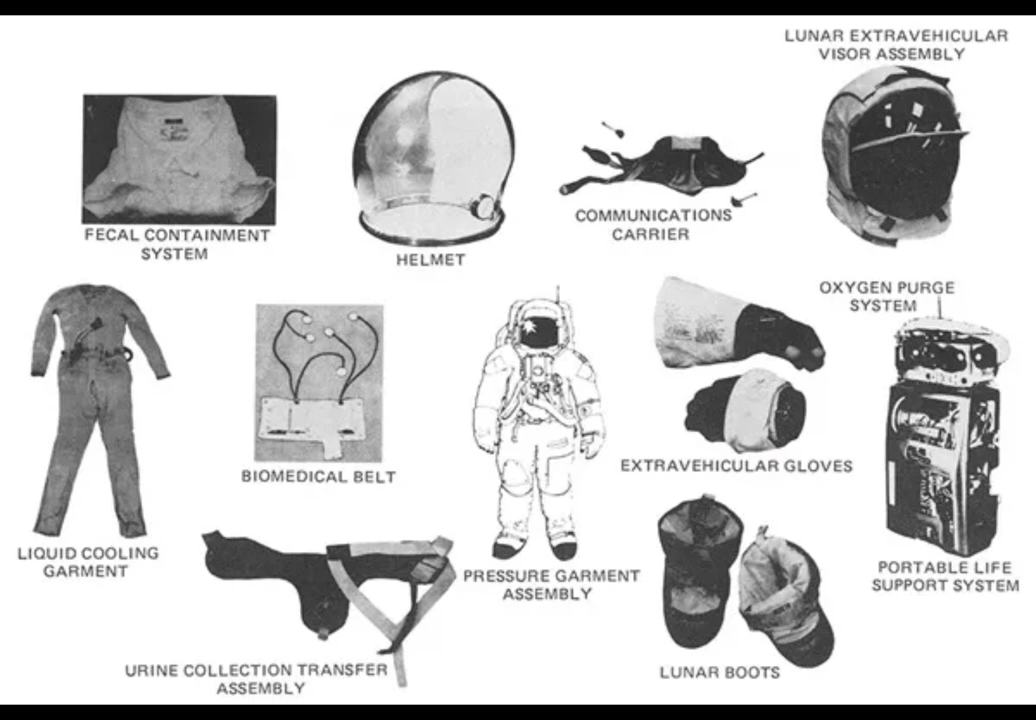 LUNAR EXTRAVEHICULAR
VISOR ASSEMBLY
FECAL CONTAINMENT
SYSTEM
HELMET
COMMUNICATIONS
CARRIER
OXYGEN PURGE
SYSTEM
LIQUID COOLING
GARMENT
BIOMEDICAL BELT
PRESSURE GARMENT
ASSEMBLY
EXTRAVEHICULAR GLOVES
PORTABLE LIFE
SUPPORT SYSTEM
URINE COLLECTION TRANSFER
ASSEMBLY
LUNAR BOOTS